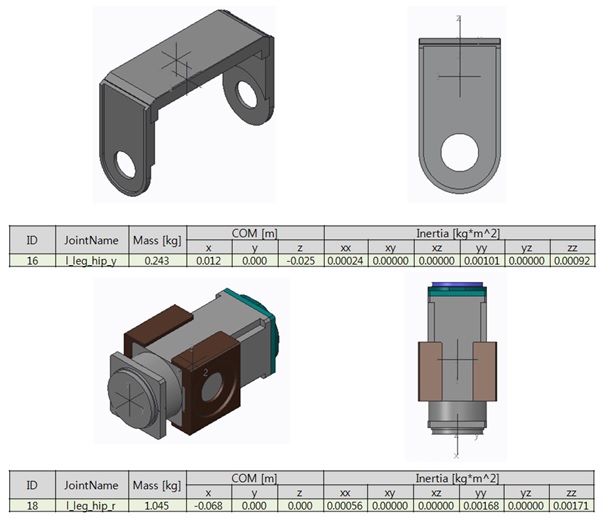 z
ID JointName Mass [kg] COM [m] Inertia [kg*m^2]
x y z xx xy xz yy yz zz
16 l_leg_hip_y 0.243 0.012 0.000 -0.025 0.00024 0.00000 0.00000 0.00101 0.00000 0.00092
z
z y
x
ID JointName Mass [kg] COM [m] Inertia [kg*m^2]
x y z xx xy xz yy yz zz
18 l_leg_hip_r 1.045 -0.068 0.000 0.000 0.00056 0.00000 0.00000 0.00168 0.00000 0.00171